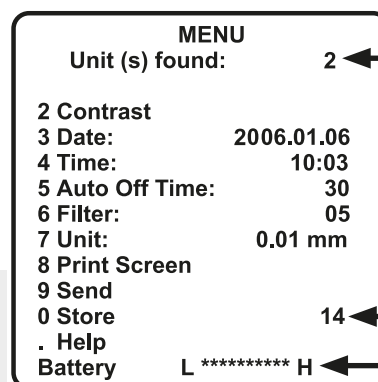 MENU
Unit (s) found: 2
2 Contrast
3 Date: 2006.01.06
4 Time: 10:03
5 Auto Off Time: 30
6 Filter: 05
7 Unit: 0.01 mm
8 Print Screen
9 Send
0 Store 14
. Help
Battery L ********** H